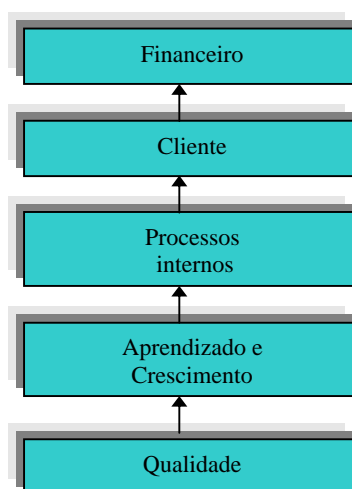 Financeiro
Cliente
Processos
internos
Aprendizado e
Crescimento
Qualidade